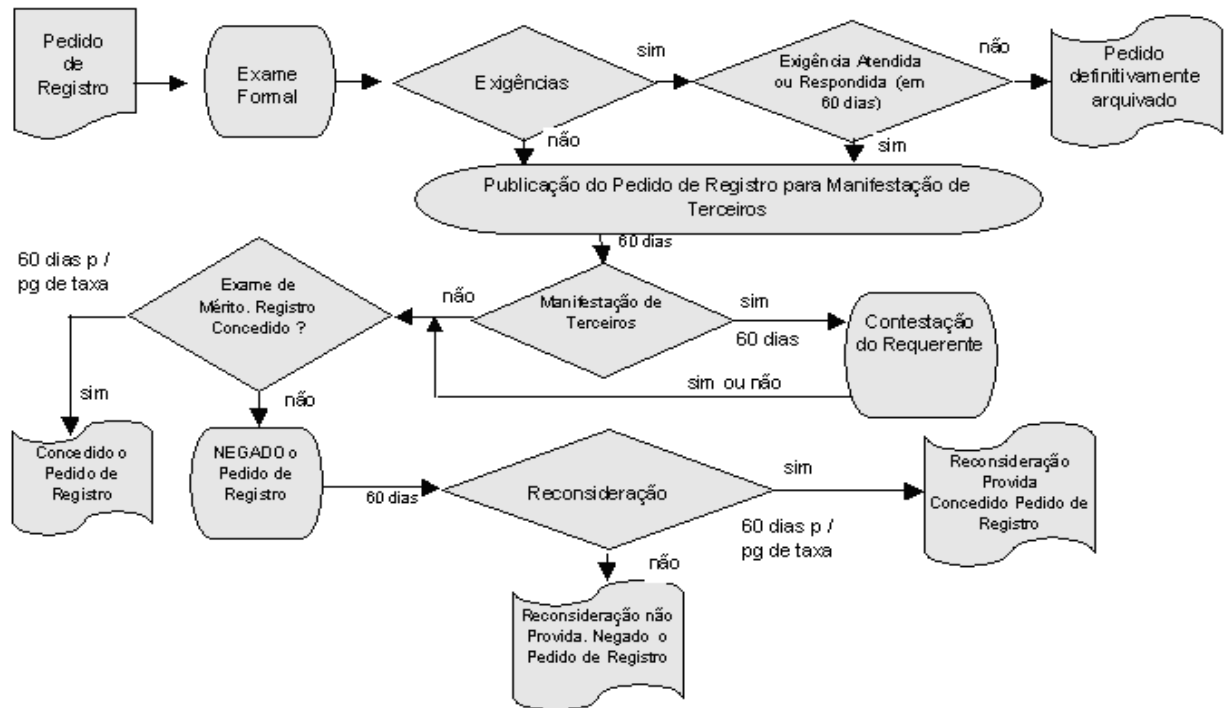 Pedido
de
Registro
Exame
Formal
Exigências
sim
Exigência Atendida
ou Respondida (em
60 dias)
não
Pedido
definitivamente
arquivado
não
sim
Publicação do Pedido de Registro para Manifestação de
Terceiros
60 dias
60 dias p /
pg de taxa
Exame de
Mérito. Registro
Concedido ?
não
Manifestação de
Terceiros
sim
60 dias
Contestação
do Requerente
sim ou não
sim
não
Concedido o
Pedido de
Registro
NEGADO o
Pedido de
Registro
60 dias
Reconsideração
sim
60 dias p /
pg de taxa
Reconsideração
Provida
Concedido Pedido de
Registro
não
Reconsideração não
Provida. Negado o
Pedido de Registro